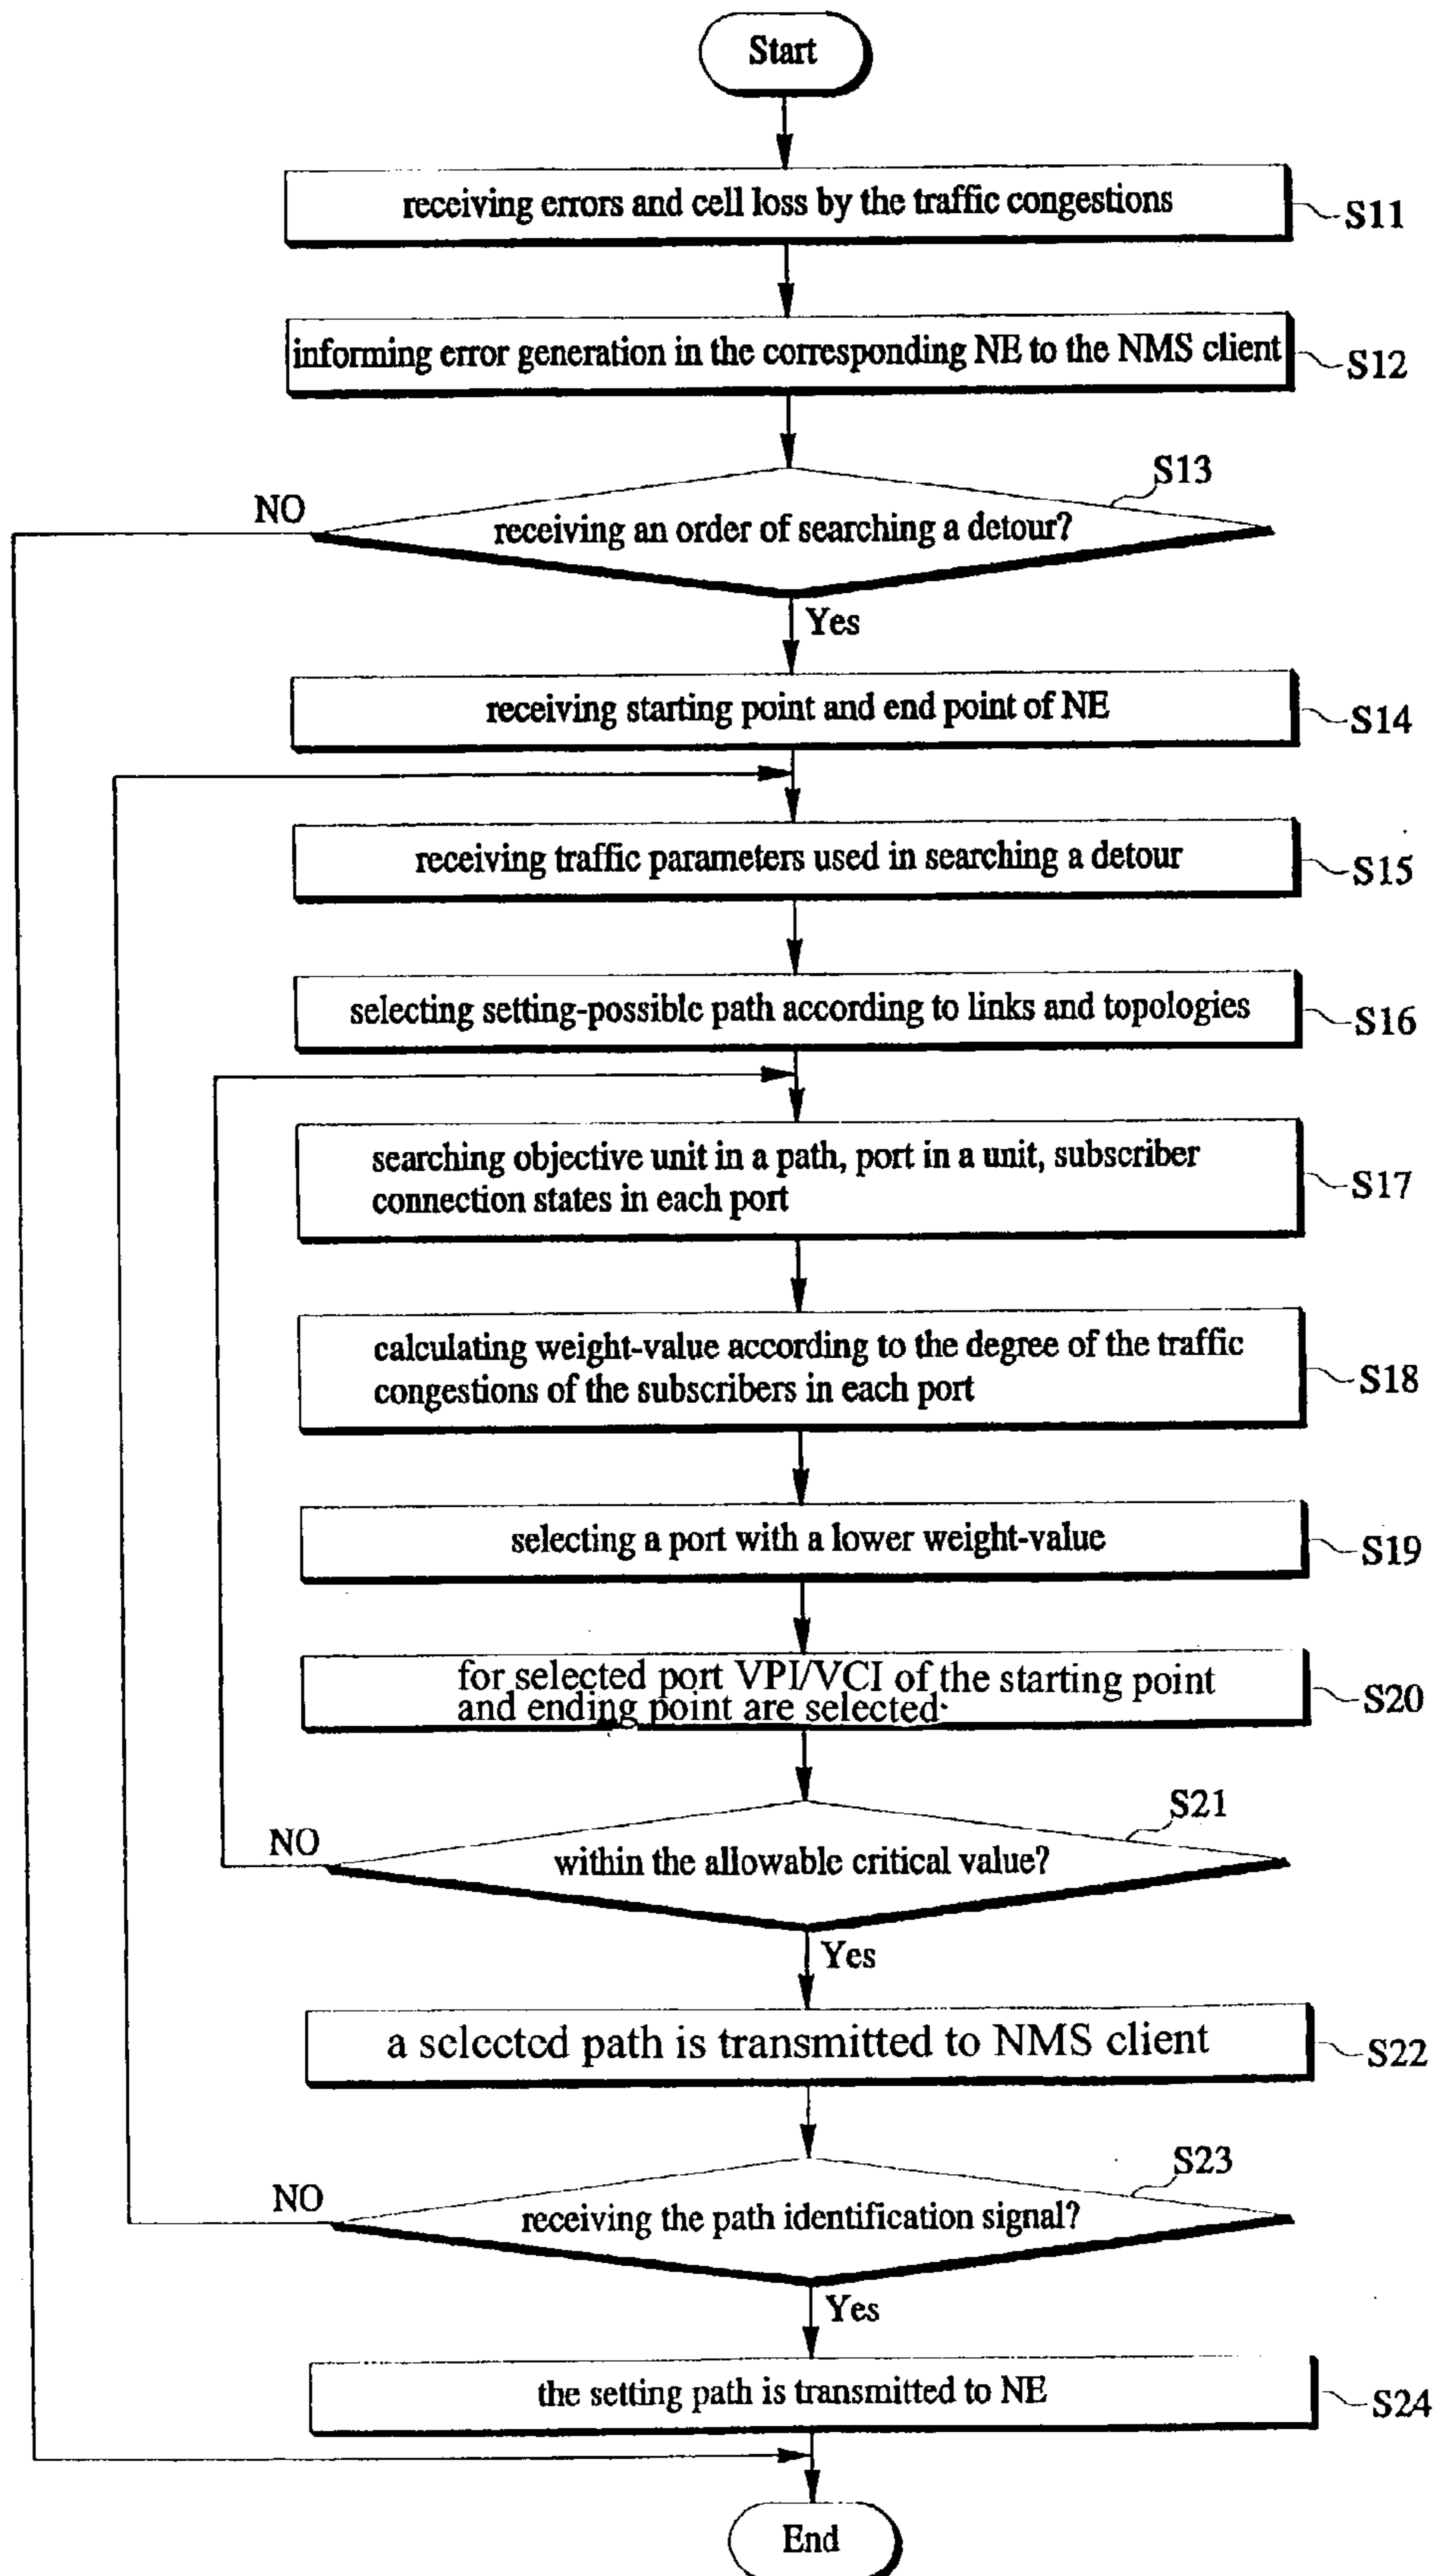 Start
receiving errors and cell loss by the traffic congestions
S11
informing error generation in the corresponding NE to the NMS client
S12
S13
NO
receiving an order of searching a detour?
Yes
receiving starting point and end point of NE
S14
receiving traffic parameters used in searching a detour
S15
selecting setting-possible path according to links and topologies
S16
searching objective unit in a path, port in a unit, subscriber
connection states in each port
S17
calculating weight-value according to the degree of the traffic
congestions of the subscribers in each port
S18
selecting a port with a lower weight-value
S19
for selected port VPI/VCI of the starting point
and ending point are selected
S20
S21
NO
within the allowable critical value?
Yes
a selected path is transmitted to NMS client
S22
S23
NO
receiving the path identification signal?
Yes
the setting path is transmitted to NE
S24
End